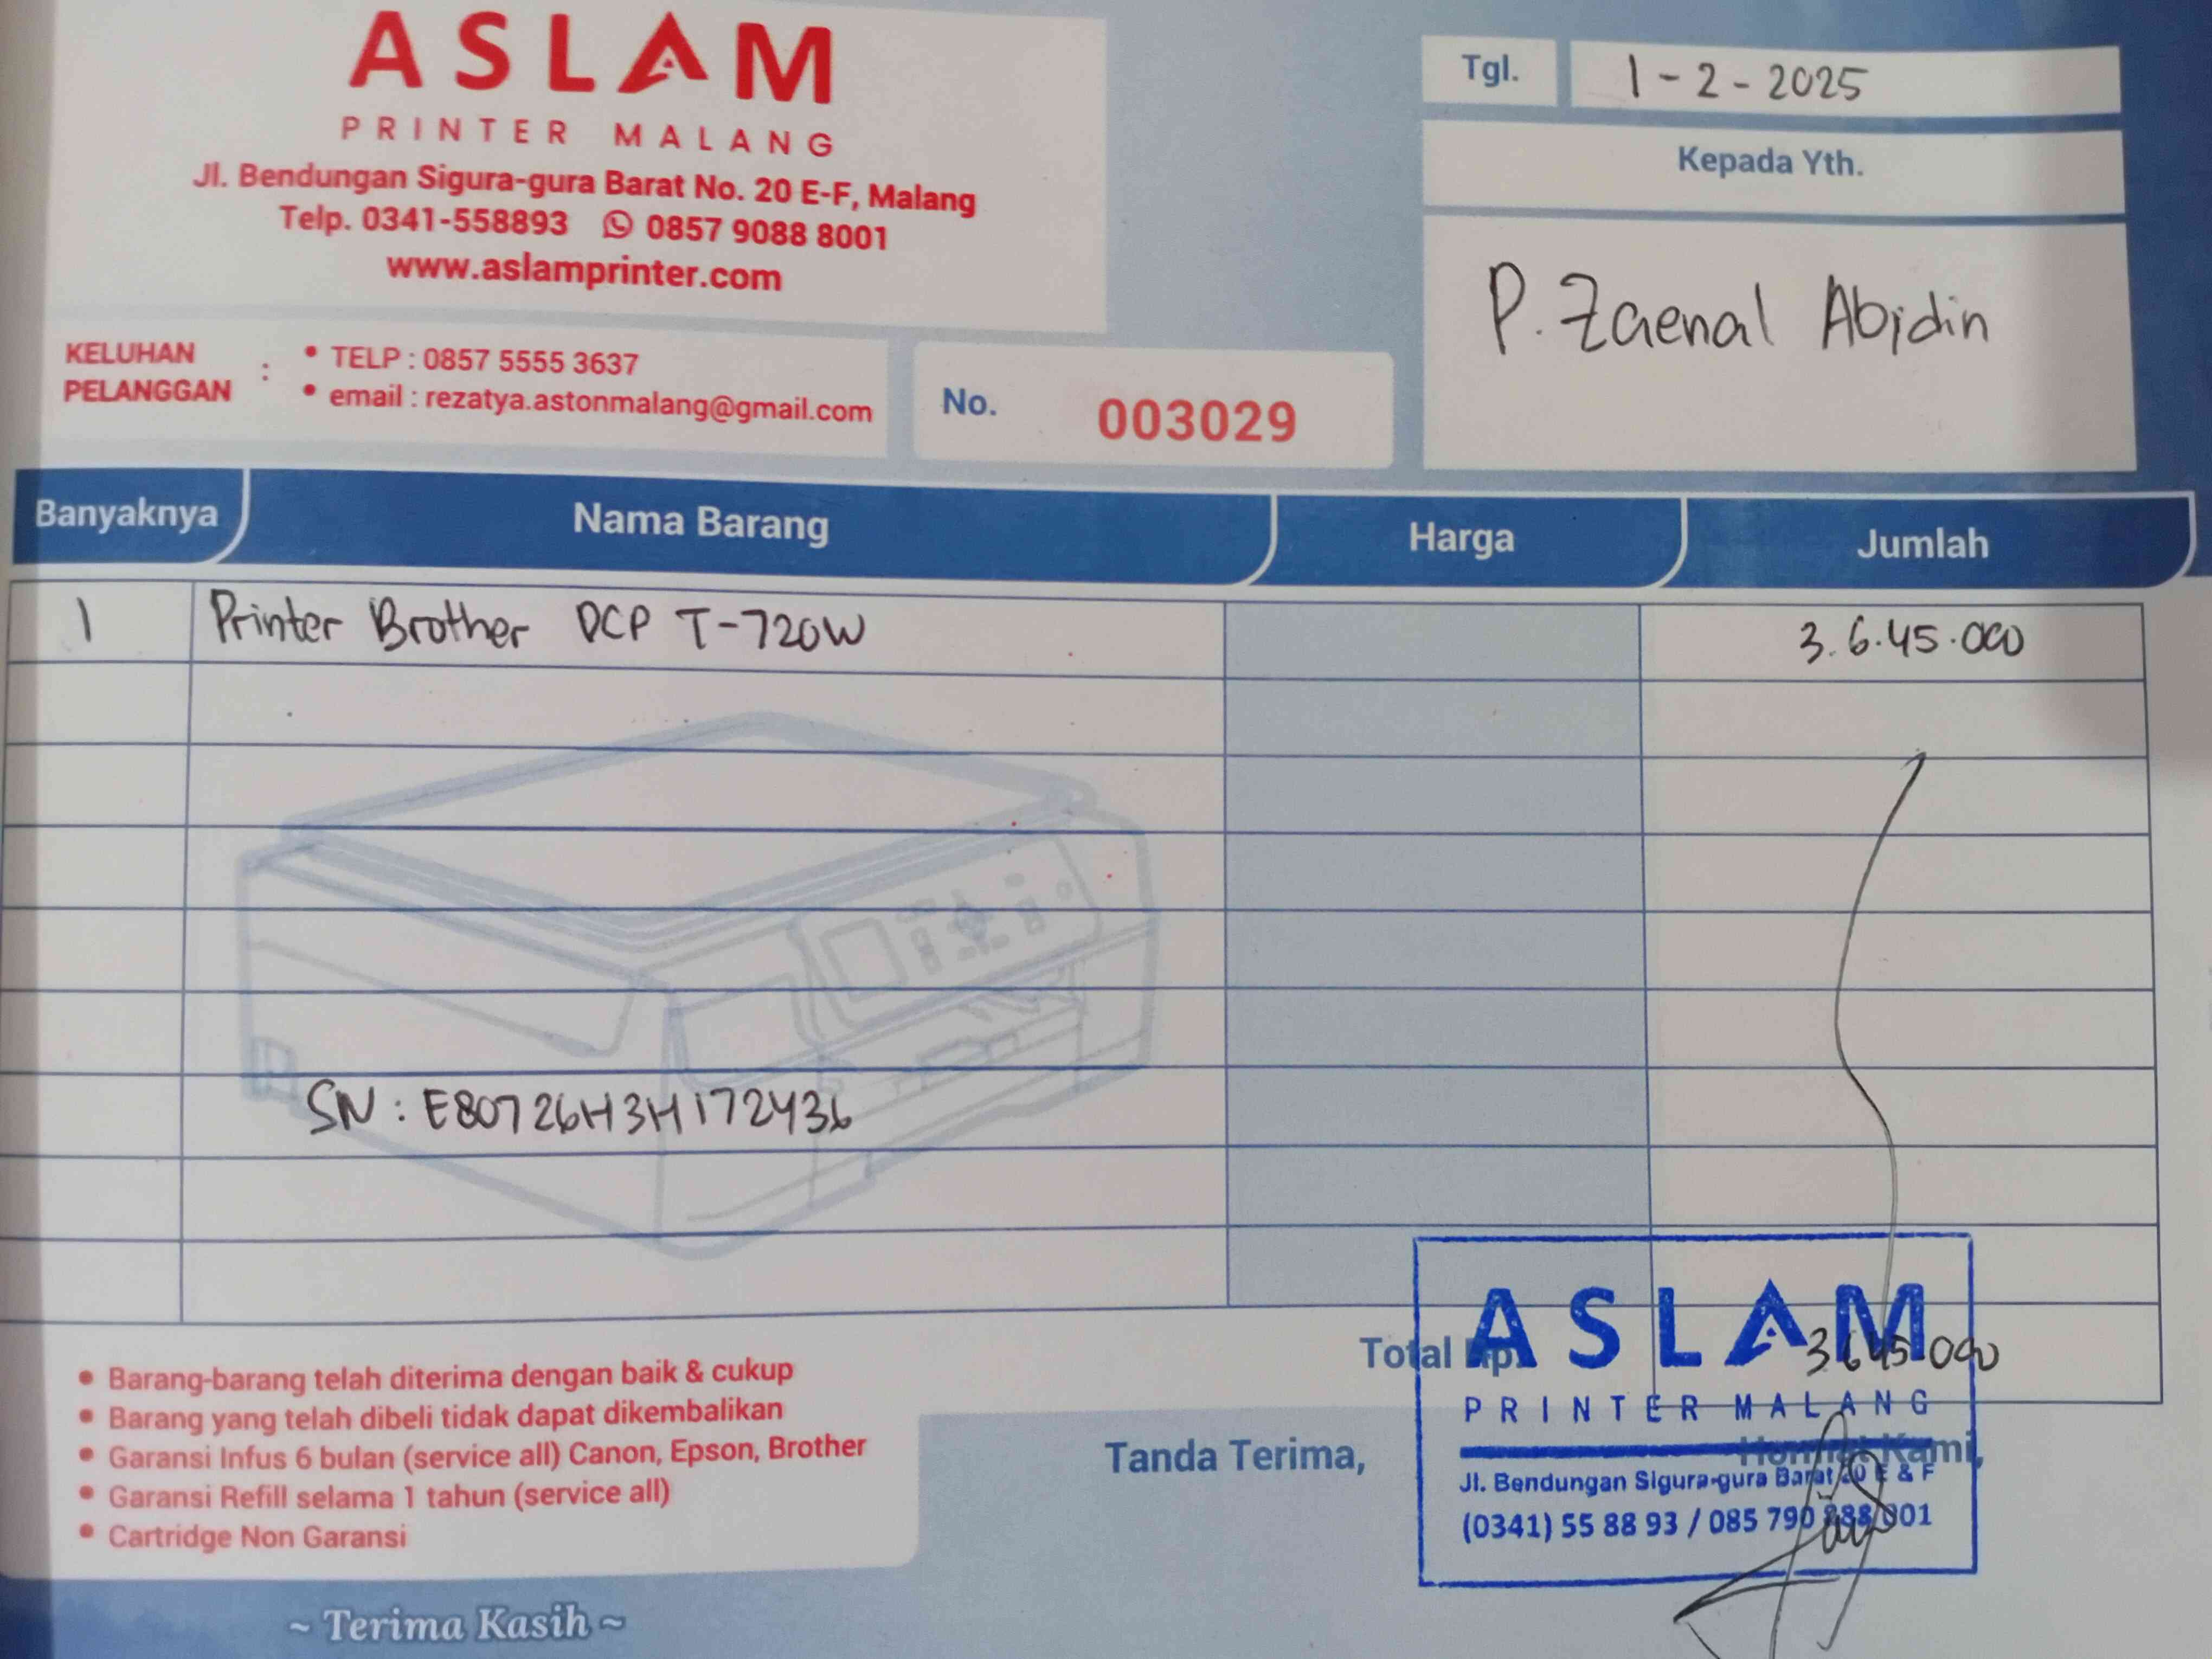 ASLAM
PRINTER MALANG
Jl. Bendungan Sigura-gura Barat No. 20 E-F, Malang
Telp. 0341-558893 0857 9088 8001
www.aslamprinter.com
KELUHAN PELANGGAN :
• TELP : 0857 5555 3637
• email : rezatya.astonmalang@gmail.com
No. 003029
Tgl. 1-2-2025
Kepada Yth.
P. Zaenal Abidin
Banyaknya Nama Barang Harga Jumlah
1 Printer Brother DCP T-720W 3.6.45.000
SN : E80726H3H172436
Total Rp. 3.645.000
• Barang-barang telah diterima dengan baik & cukup
• Barang yang telah dibeli tidak dapat dikembalikan
• Garansi Infus 6 bulan (service all) Canon, Epson, Brother
• Garansi Refill selama 1 tahun (service all)
• Cartridge Non Garansi
Tanda Terima,
Hormat Kami,
ASLAM
PRINTER MALANG
Jl. Bendungan Sigura-gura Barat 20 E & F
(0341) 55 88 93 / 085 790 888 001
~ Terima Kasih ~